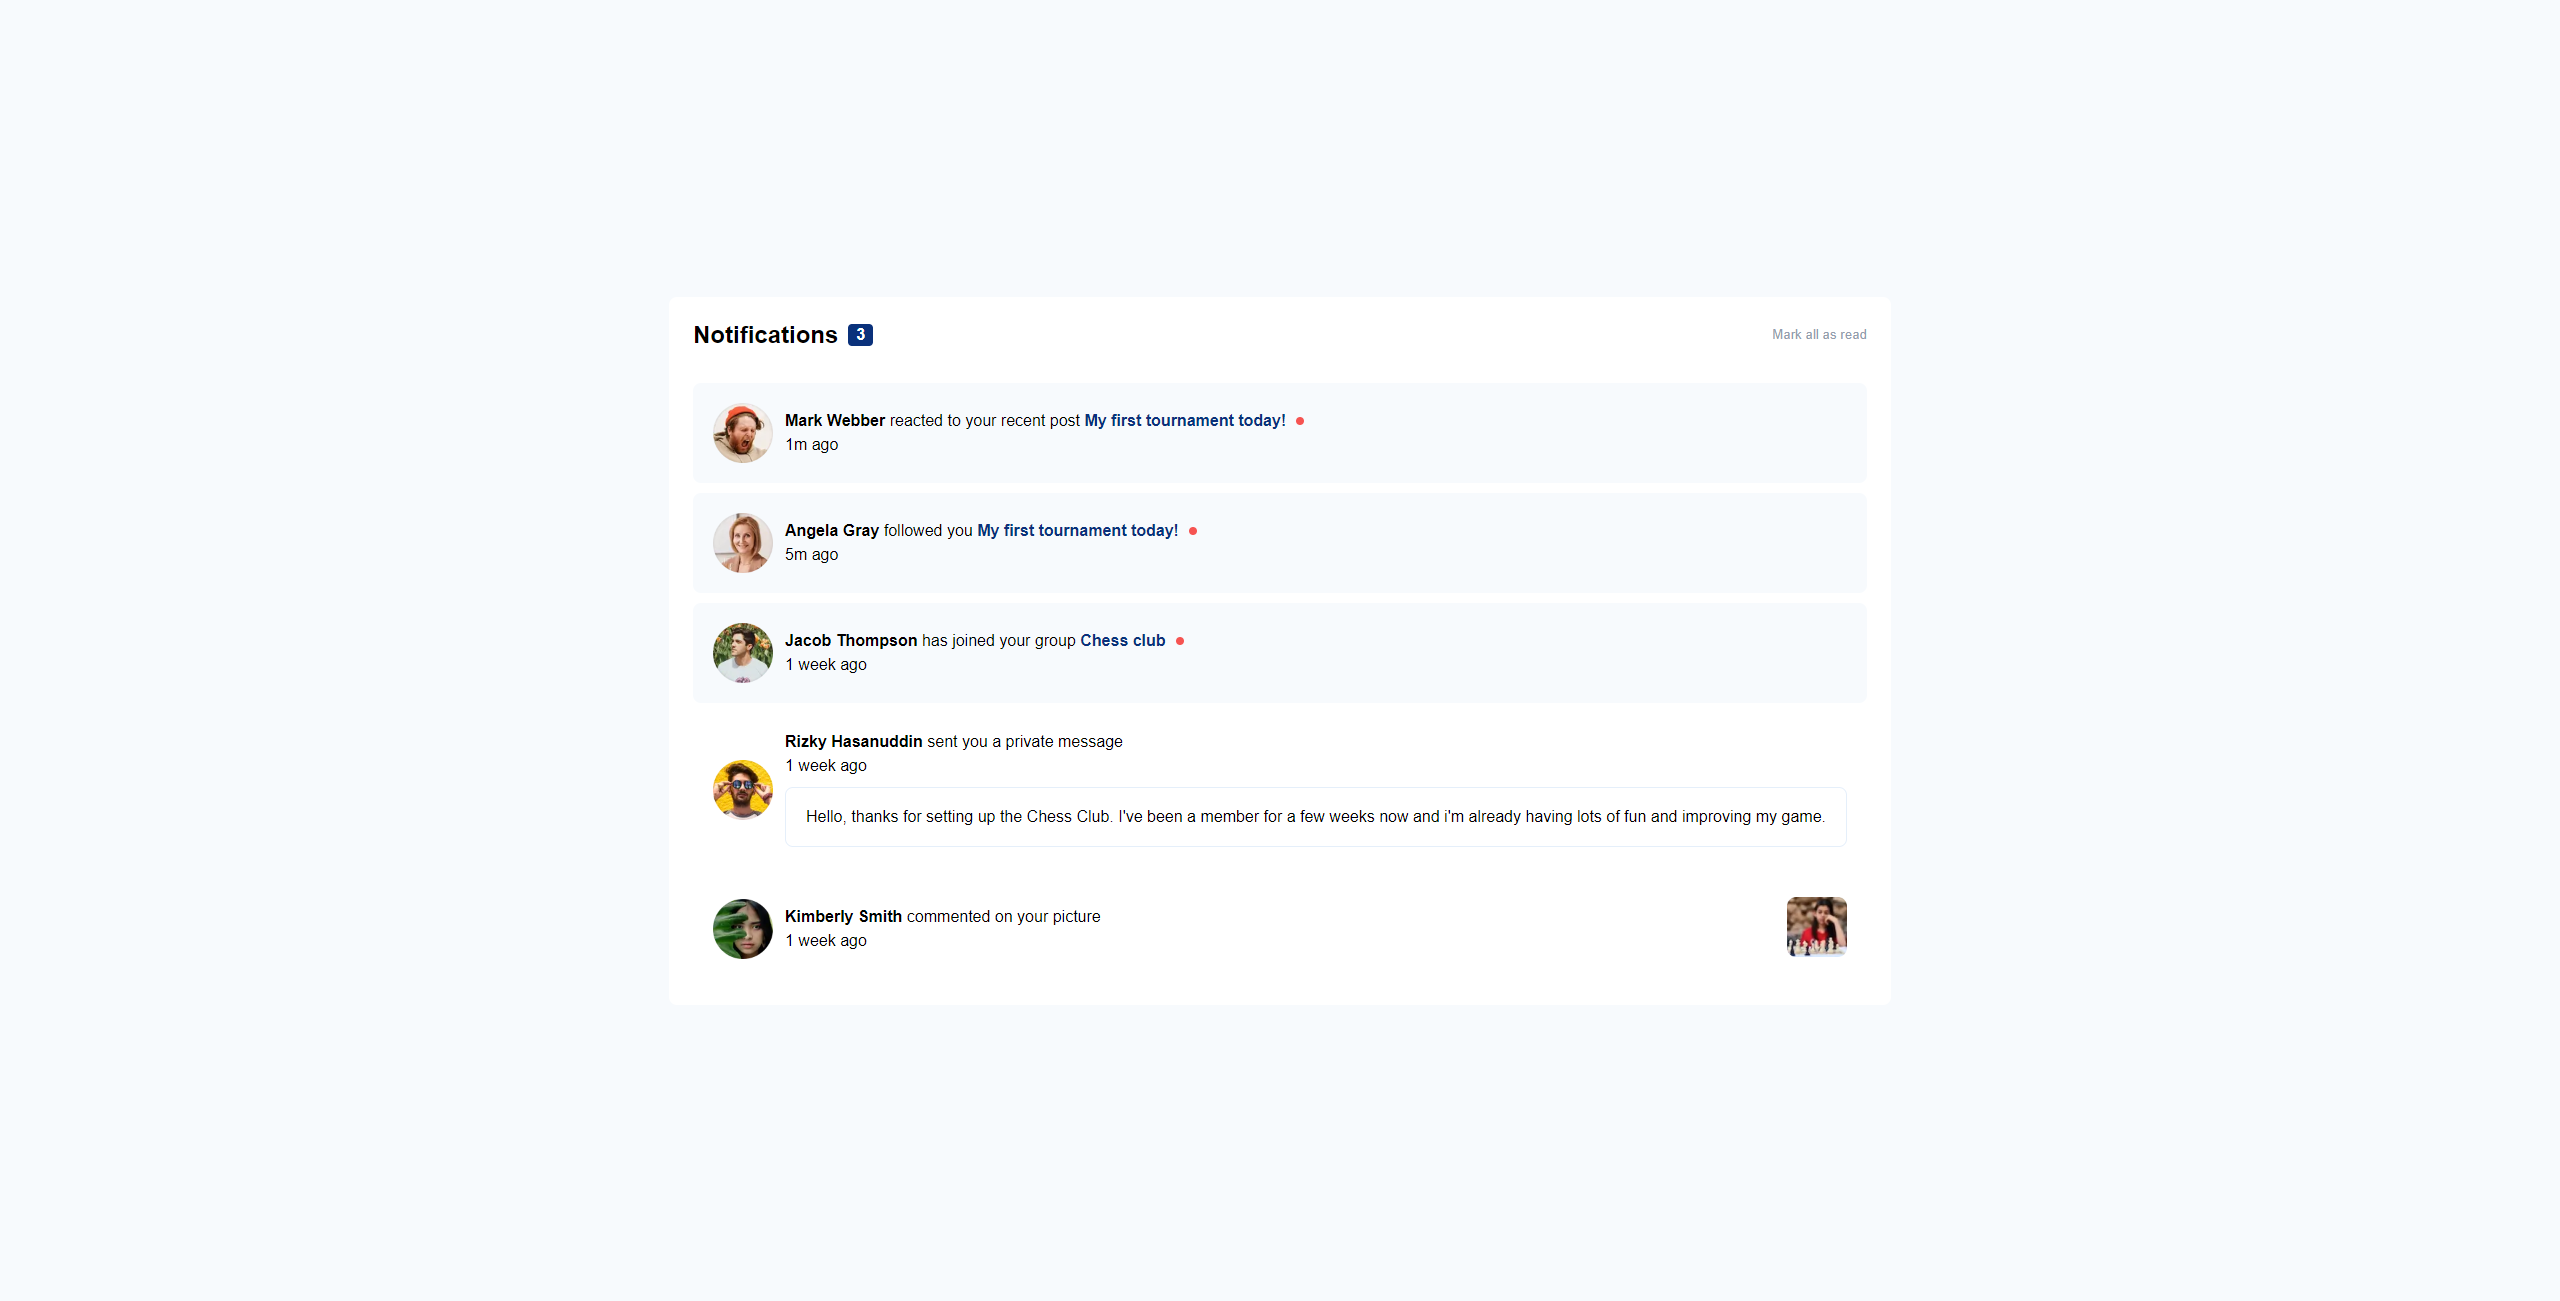 Notifications 3
Mark all as read
Mark Webber reacted to your recent post My first tournament today!
1m ago
Angela Gray followed you My first tournament today!
5m ago
Jacob Thompson has joined your group Chess club
1 week ago
Rizky Hasanuddin sent you a private message
1 week ago
Hello, thanks for setting up the Chess Club. I've been a member for a few weeks now and i'm already having lots of fun and improving my game.
Kimberly Smith commented on your picture
1 week ago